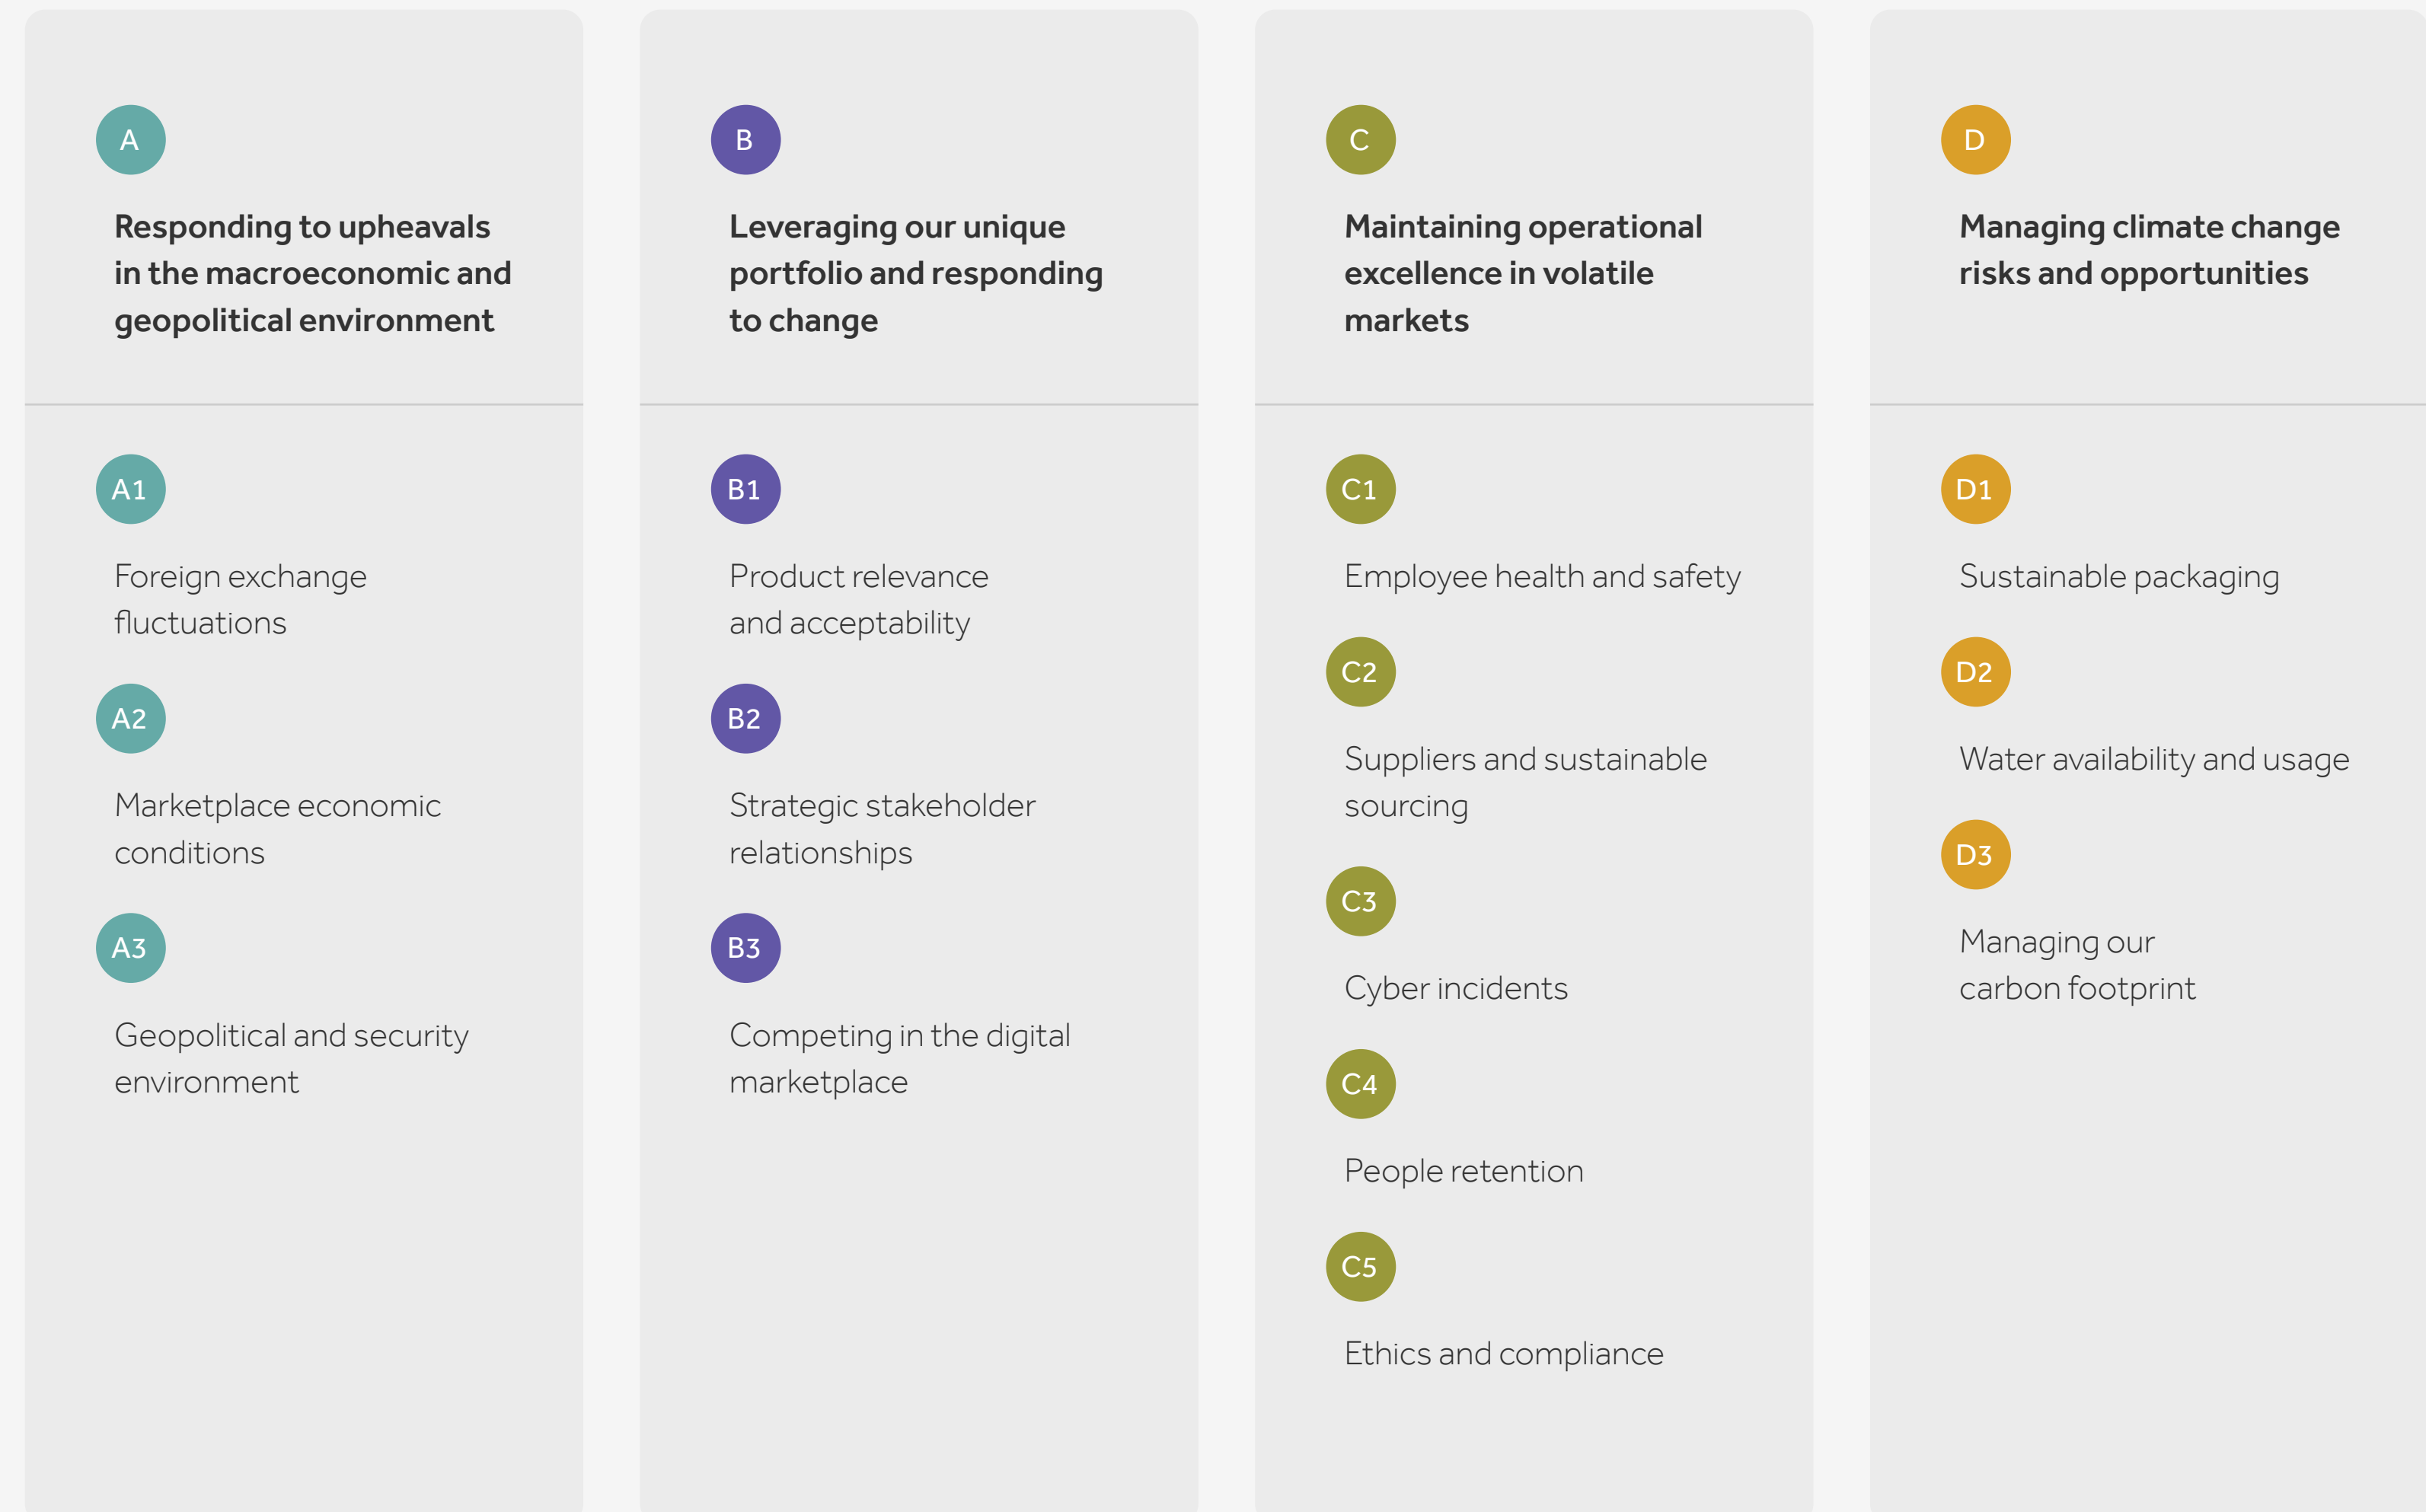 A
Responding to upheavals
in the macroeconomic and
geopolitical environment
A1
Foreign exchange
fluctuations
A2
Marketplace economic
conditions
A3
Geopolitical and security
environment
B
Leveraging our unique
portfolio and responding
to change
B1
Product relevance
and acceptability
B2
Strategic stakeholder
relationships
B3
Competing in the digital
marketplace
C
Maintaining operational
excellence in volatile
markets
C1
Employee health and safety
C2
Suppliers and sustainable
sourcing
C3
Cyber incidents
C4
People retention
C5
Ethics and compliance
D
Managing climate change
risks and opportunities
D1
Sustainable packaging
D2
Water availability and usage
D3
Managing our
carbon footprint